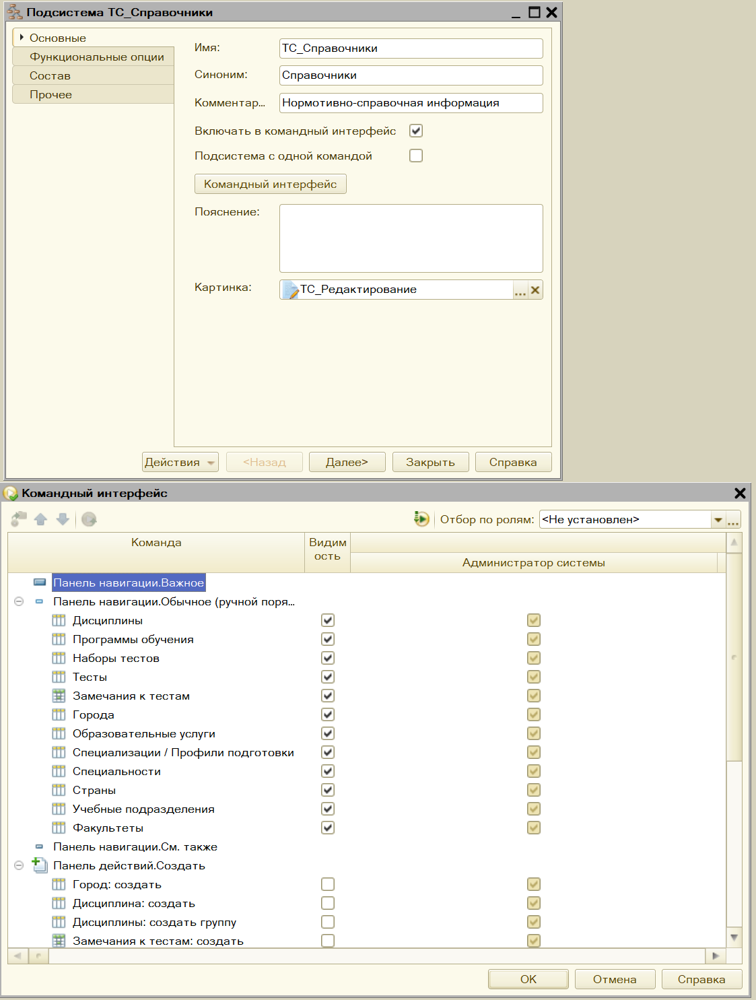 Подсистема ТС_Справочники
Основные
Функциональные опции
Состав
Прочее
Имя: ТС_Справочники
Синоним: Справочники
Комментар... Нормотивно-справочная информация
Включать в командный интерфейс
Подсистема с одной командой
Командный интерфейс
Пояснение:
Картинка: ТС_Редактирование ...
Действия <Назад Далее> Закрыть Справка
Командный интерфейс
Отбор по ролям: <Не установлен> ...
Команда Видим
ость
Администратор системы
Панель навигации.Важное
Панель навигации.Обычное (ручной поря...
Дисциплины
Программы обучения
Наборы тестов
Тесты
Замечания к тестам
Города
Образовательные услуги
Специализации / Профили подготовки
Специальности
Страны
Учебные подразделения
Факультеты
Панель навигации.См. также
Панель действий.Создать
Город: создать
Дисциплина: создать
Дисциплины: создать группу
Замечания к тестам: создать
ОК Отмена Справка